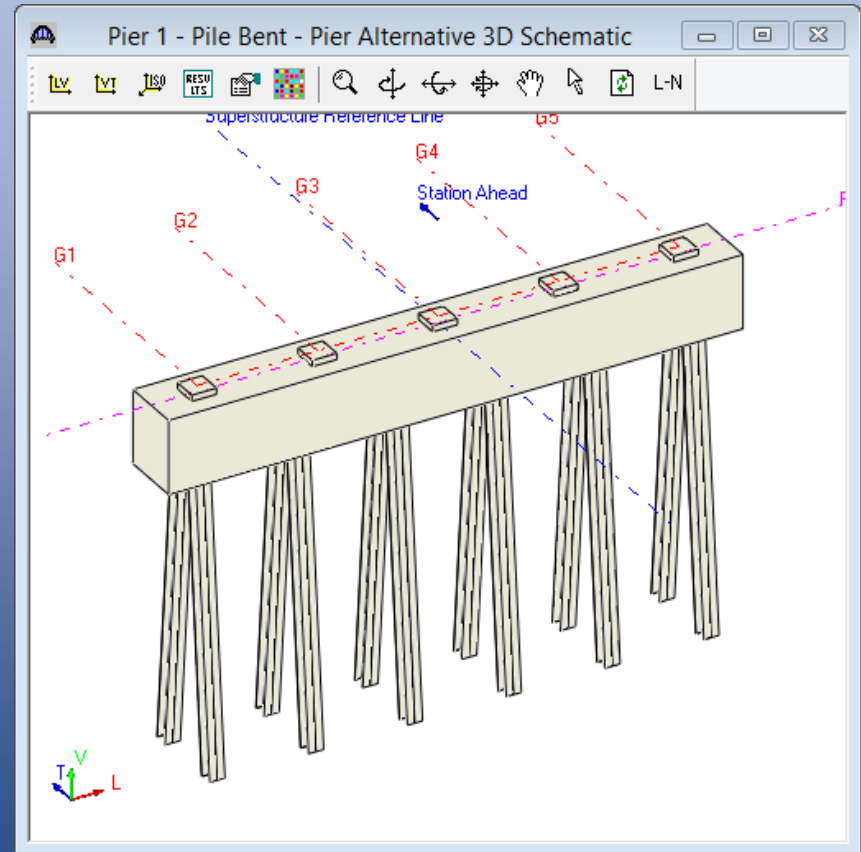 Pier 1 - Pile Bent - Pier Alternative 3D Schematic
LV VT ISO RESU LTS L-N
Superstructure Reference Line
G5
G4
G3
Station Ahead
G2
G1
V
T
L